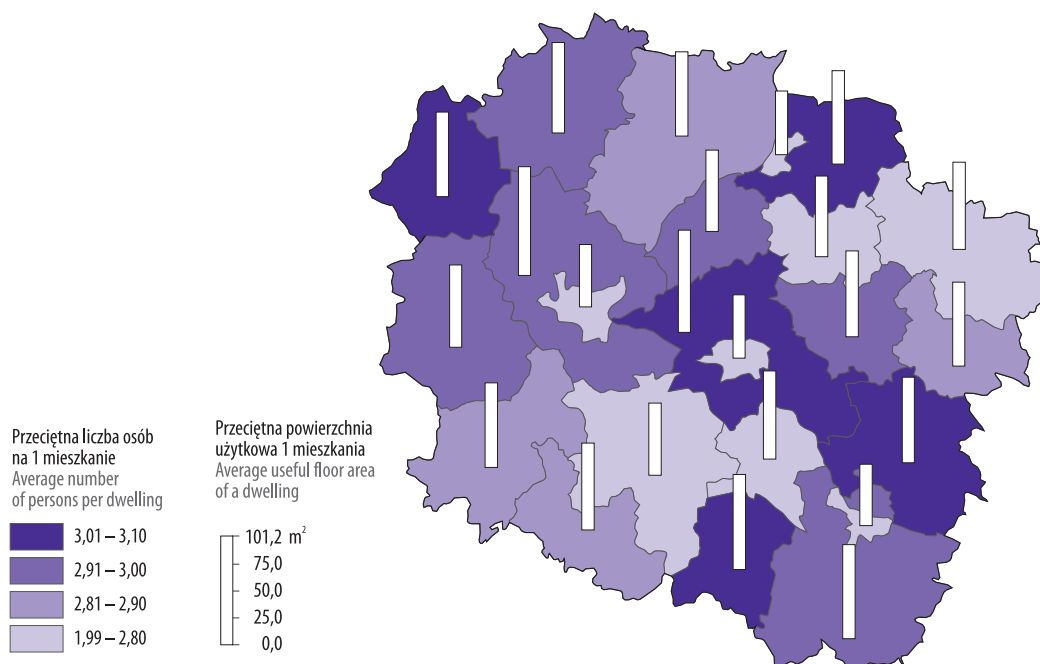 Przeciętna liczba osób
na 1 mieszkanie
Average number
of persons per dwelling
3,01 – 3,10
2,91 – 3,00
2,81 – 2,90
1,99 – 2,80
Przeciętna powierzchnia
użytkowa 1 mieszkania
Average useful floor area
of a dwelling
101,2 m²
75,0
50,0
25,0
0,0